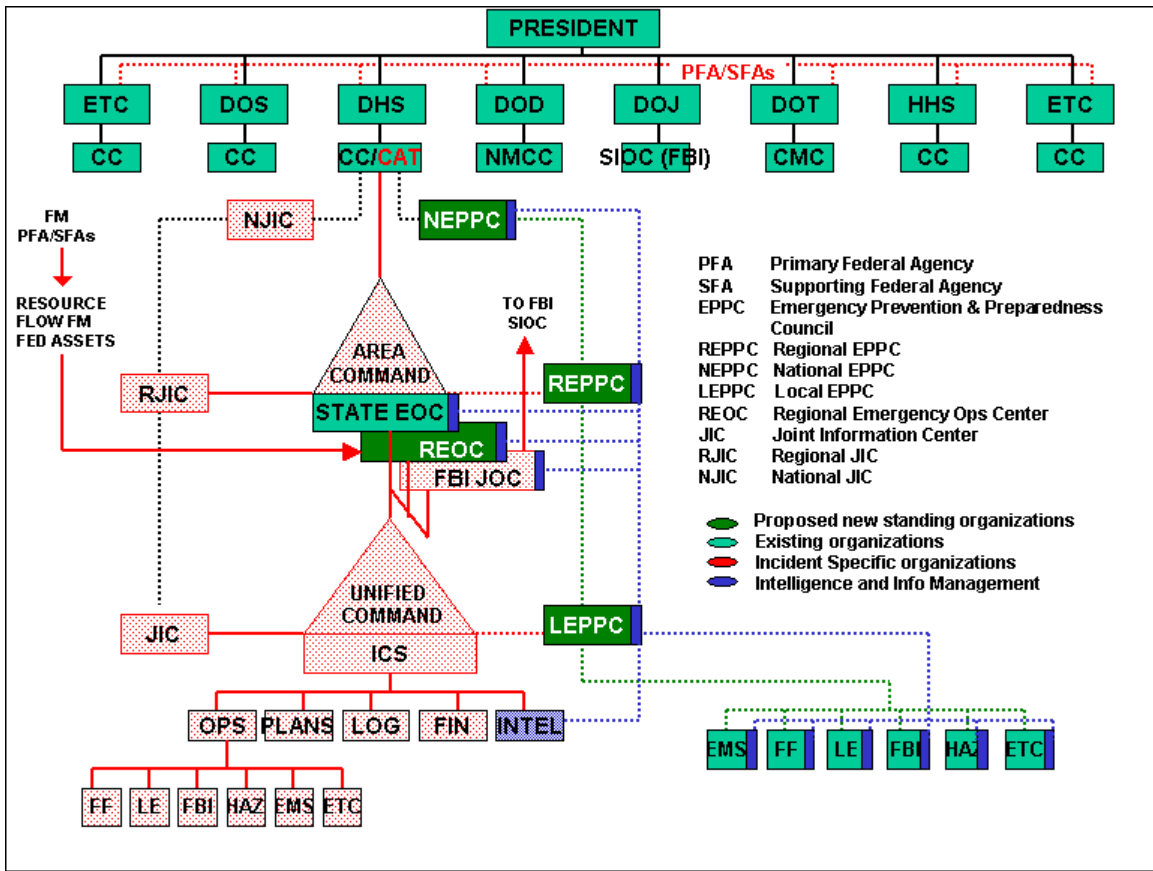 PRESIDENT
PFA/SFAs
ETC DOS DHS DOD DOJ DOT HHS ETC
CC CC CC/CAT NMCC SIOC (FBI) CMC CC CC
FM
PFA/SFAs
NJIC
NEPPC
RESOURCE
FLOW FM
FED ASSETS
TO FBI
SIOC
AREA
COMMAND
RJIC
REPPC
STATE EOC
REOC
FBI JOC
PFA Primary Federal Agency
SFA Supporting Federal Agency
EPPC Emergency Prevention & Preparedness
Council
REPPC Regional EPPC
NEPPC National EPPC
LEPPC Local EPPC
REOC Regional Emergency Ops Center
JIC Joint Information Center
RJIC Regional JIC
NJIC National JIC
Proposed new standing organizations
Existing organizations
Incident Specific organizations
Intelligence and Info Management
UNIFIED
COMMAND
JIC
LEPPC
ICS
OPS PLANS LOG FIN INTEL
EMS FF LE FBI HAZ ETC
FF LE FBI HAZ EMS ETC